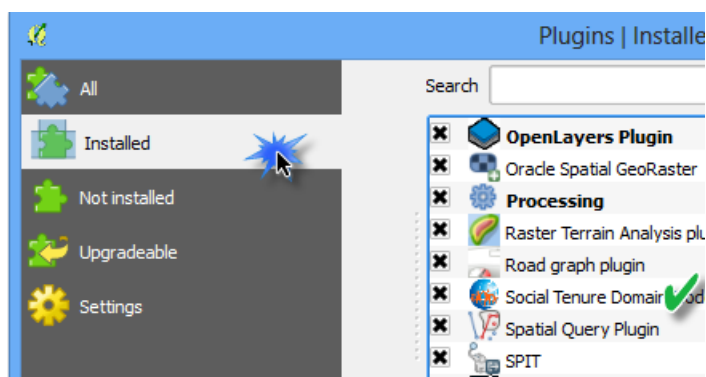 Plugins | Installe
All
Installed
Not installed
Upgradeable
Settings
Search
OpenLayers Plugin
Oracle Spatial GeoRaster
Processing
Raster Terrain Analysis plu
Road graph plugin
Social Tenure Domain od
Spatial Query Plugin
SPIT